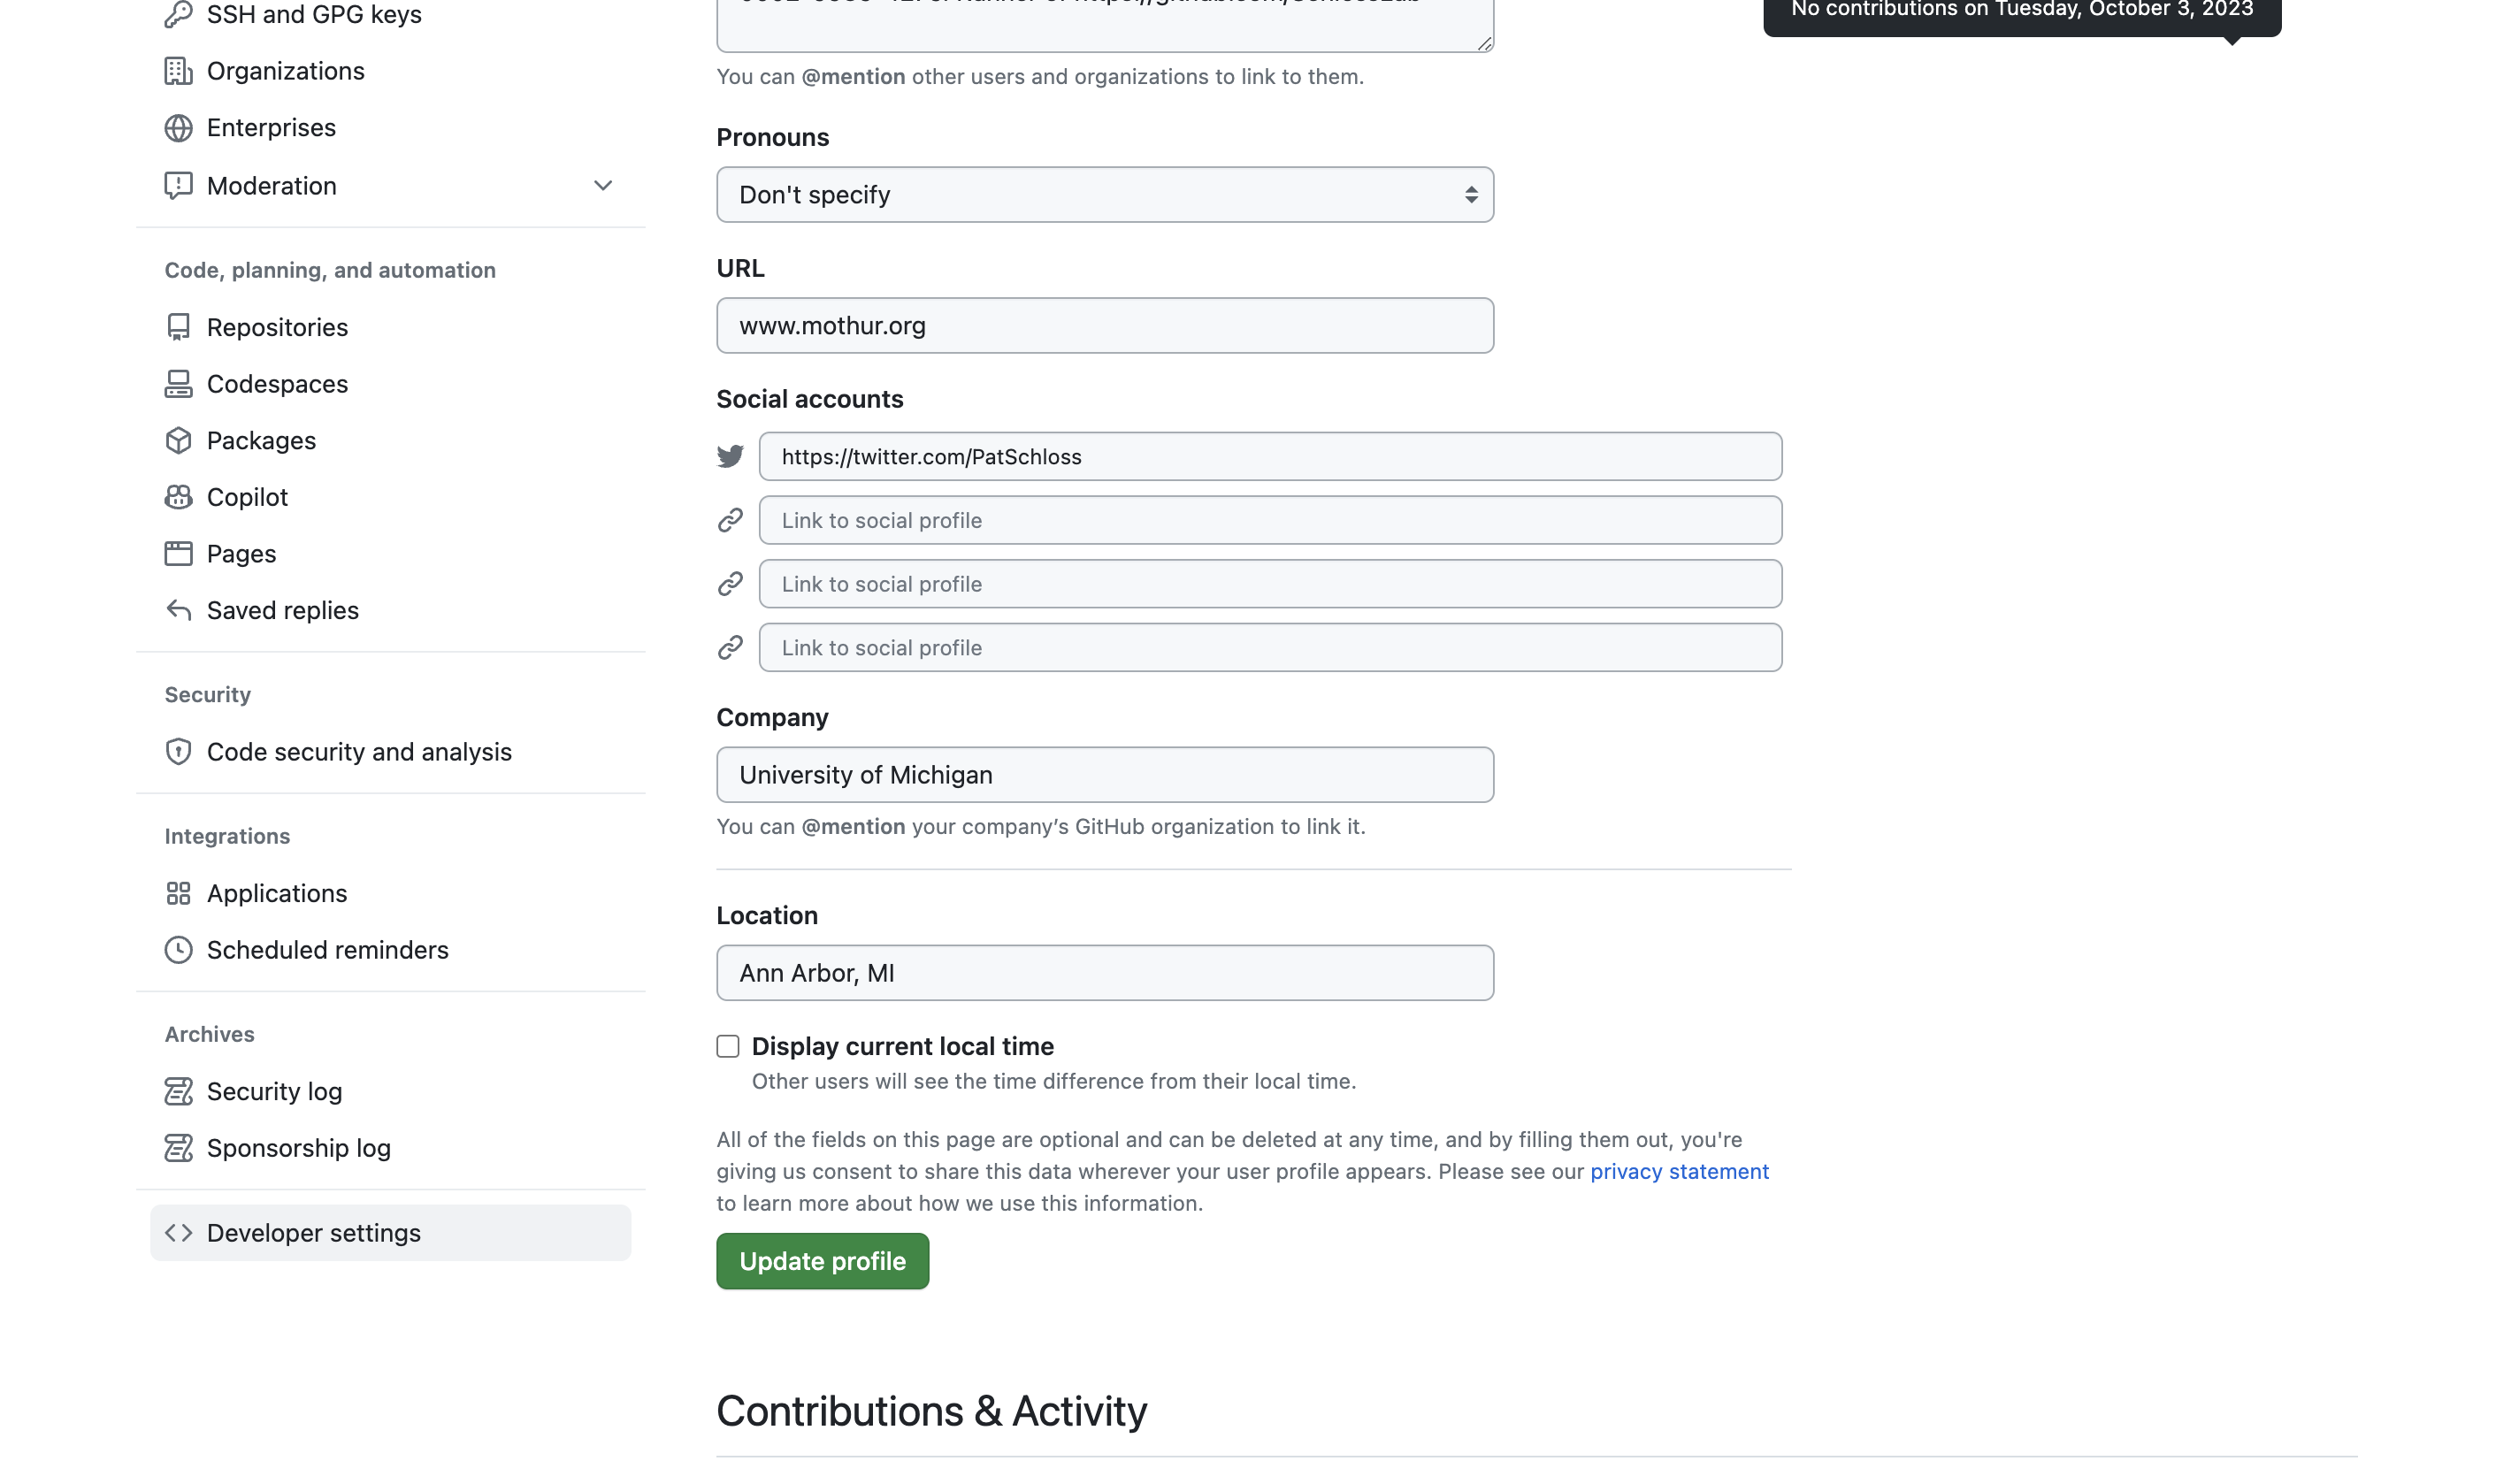 SSH and GPG keys
Organizations
Enterprises
Moderation
Code, planning, and automation
Repositories
Codespaces
Packages
Copilot
Pages
Saved replies
Security
Code security and analysis
Integrations
Applications
Scheduled reminders
Archives
Security log
Sponsorship log
Developer settings
No contributions on Tuesday, October 3, 2023
You can @mention other users and organizations to link to them.
Pronouns
Don't specify
URL
www.mothur.org
Social accounts
https://twitter.com/PatSchloss
Link to social profile
Link to social profile
Link to social profile
Company
University of Michigan
You can @mention your company’s GitHub organization to link it.
Location
Ann Arbor, MI
Display current local time
Other users will see the time difference from their local time.
All of the fields on this page are optional and can be deleted at any time, and by filling them out, you're
giving us consent to share this data wherever your user profile appears. Please see our privacy statement
to learn more about how we use this information.
Update profile
Contributions & Activity